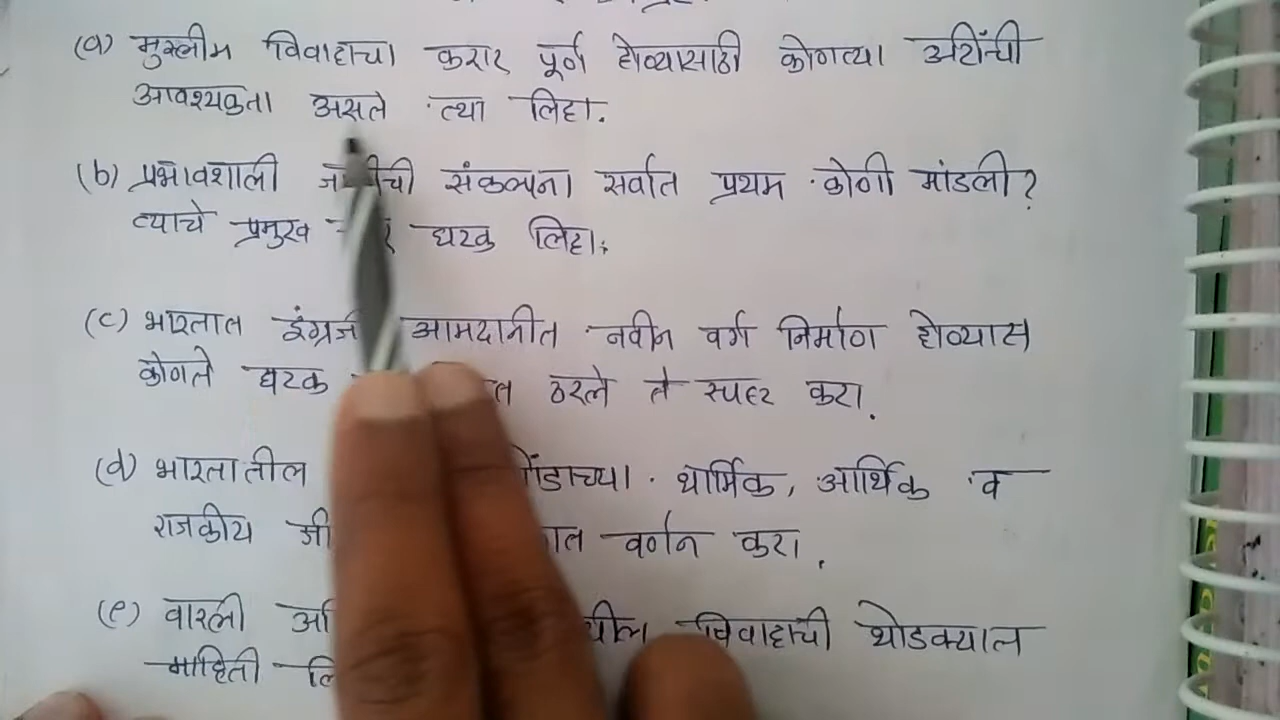 (a) मुस्लीम विवाहाचा करार पूर्ण होण्यासाठी कोणत्या अटींची
आवश्यकता असते त्या लिहा.
(b) प्रभावशाली संकल्पना सर्वात प्रथम कोणी मांडली?
त्याचे प्रमुख घटक लिहा.
(c) भारतात इंग्रजी आमदानीत नवीन वर्ग निर्माण होण्यास
कोणते घटक ठरले ते स्पष्ट करा.
(d) भारतातील धार्मिक, आर्थिक व
राजकीय वर्णन करा.
(e) वारली विवाहाची थोडक्यात
माहिती